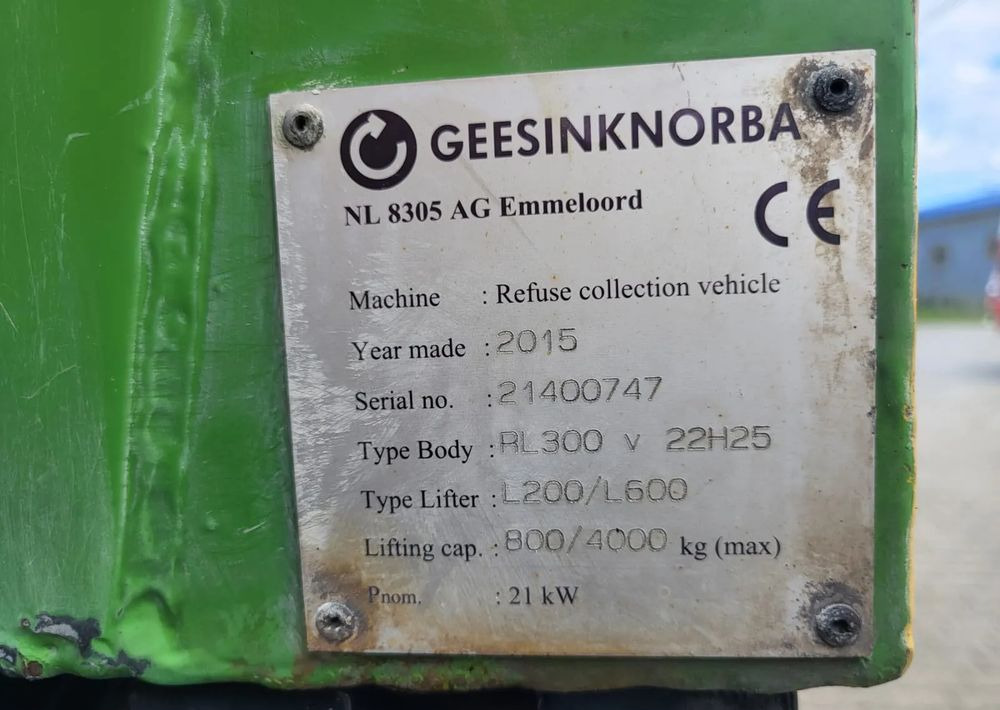 GEESINKNORBA
NL 8305 AG Emmeloord
CE
Machine : Refuse collection vehicle
Year made : 2015
Serial no. : 21400747
Type Body : RL300 v 22H25
Type Lifter : L200/L600
Lifting cap. : 800/4000 kg (max)
Pnom. : 21 kW